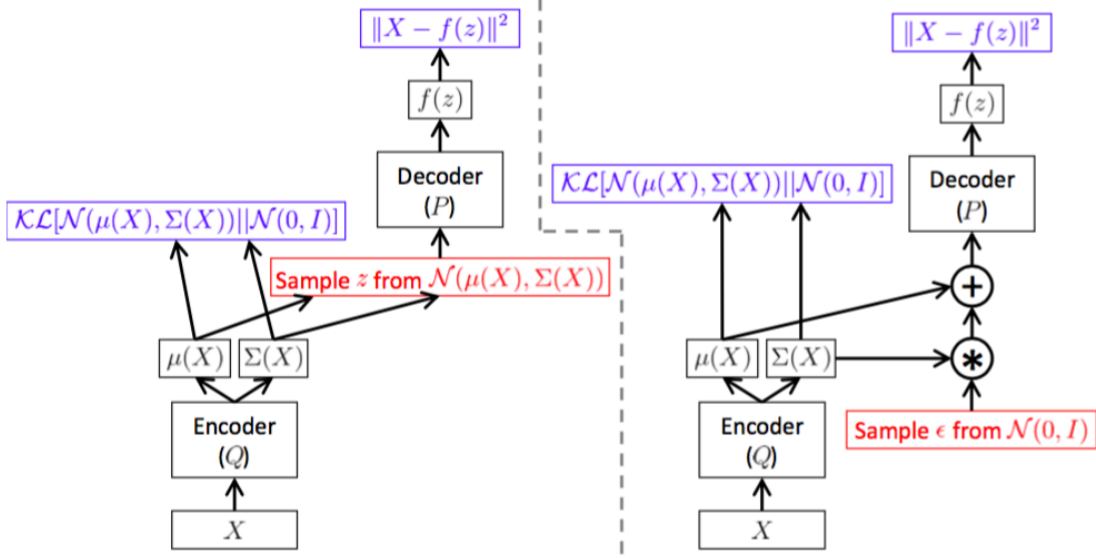 ‖X − f(z)‖²
f(z)
Decoder
(P)
𝒦ℒ[𝒩(μ(X), Σ(X))||𝒩(0, I)]
Sample z from 𝒩(μ(X), Σ(X))
μ(X)
Σ(X)
Encoder
(Q)
X
‖X − f(z)‖²
f(z)
Decoder
(P)
𝒦ℒ[𝒩(μ(X), Σ(X))||𝒩(0, I)]
+
μ(X)
Σ(X)
*
Encoder
(Q)
Sample ϵ from 𝒩(0, I)
X